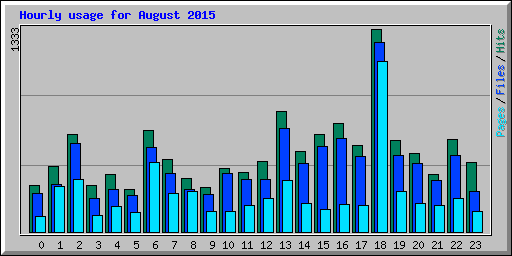 Hourly usage for August 2015
1333
Pages / Files / Hits
0 1 2 3 4 5 6 7 8 9 10 11 12 13 14 15 16 17 18 19 20 21 22 23